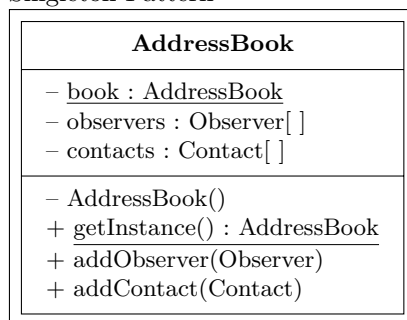 Singleton Pattern
AddressBook
– book : AddressBook
– observers : Observer[ ]
– contacts : Contact[ ]
– AddressBook()
+ getInstance() : AddressBook
+ addObserver(Observer)
+ addContact(Contact)